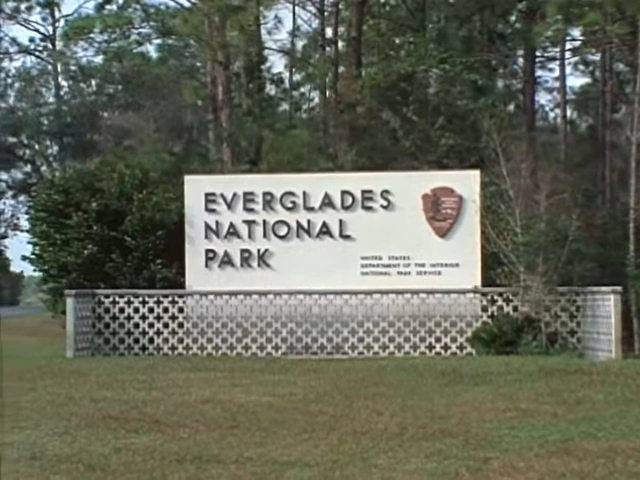 EVERGLADES
NATIONAL
PARK
UNITED STATES
DEPARTMENT OF THE INTERIOR
NATIONAL PARK SERVICE